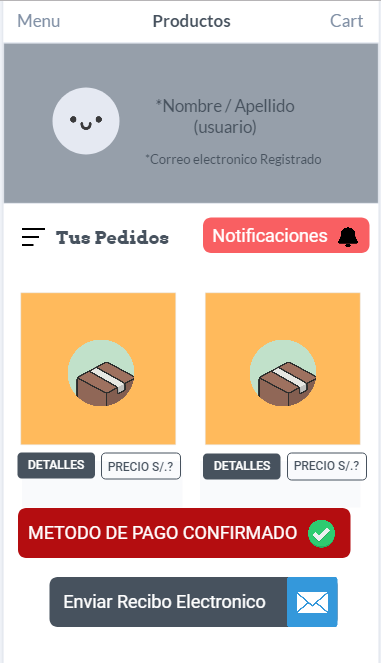 Menu Productos Cart
*Nombre / Apellido
(usuario)
*Correo electronico Registrado
Tus Pedidos
Notificaciones
DETALLES PRECIO S/.? DETALLES PRECIO S/.?
METODO DE PAGO CONFIRMADO
Enviar Recibo Electronico